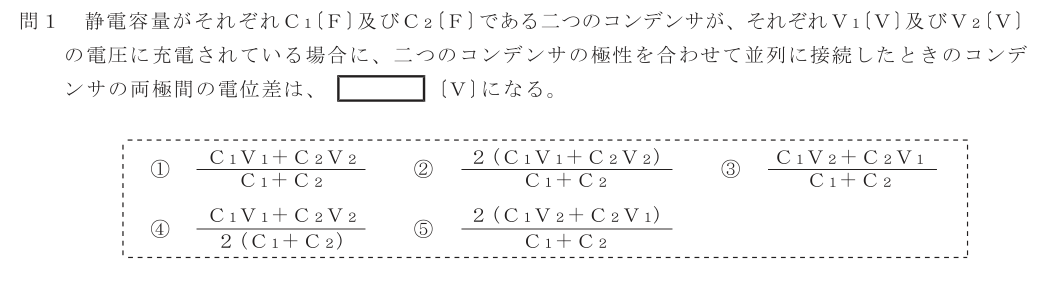 問1 静電容量がそれぞれC1〔F〕及びC2〔F〕である二つのコンデンサが、それぞれV1〔V〕及びV2〔V〕
の電圧に充電されている場合に、二つのコンデンサの極性を合わせて並列に接続したときのコンデ
ンサの両極間の電位差は、 〔V〕になる。
① C1V1+C2V2 ② 2(C1V1+C2V2) ③ C1V2+C2V1
C1+C2 C1+C2 C1+C2
④ C1V1+C2V2 ⑤ 2(C1V2+C2V1)
2(C1+C2) C1+C2